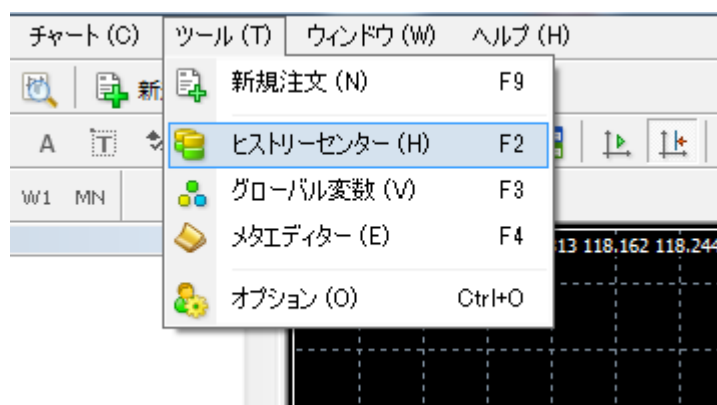 チャート (C) ツール (T) ウィンドウ (W) ヘルプ (H)
新規注文 (N) F9
A T ヒストリーセンター (H) F2
W1 MN グローバル変数 (V) F3
メタエディター (E) F4
118.162 118.244
オプション (O) Ctrl+O